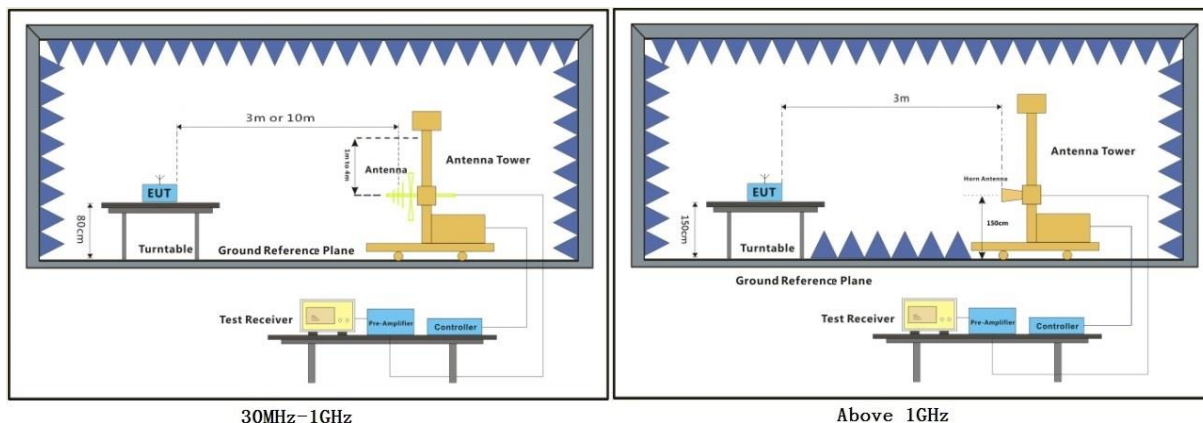 3m or 10m
1m to 4m
Antenna
Antenna Tower
EUT
80cm
Turntable
Ground Reference Plane
Test Receiver
Pre-Amplifier
Controller
30MHz-1GHz
3m
Antenna Tower
Horn Antenna
EUT
150cm
150cm
Turntable
Ground Reference Plane
Test Receiver
Pre-Amplifier
Controller
Above 1GHz